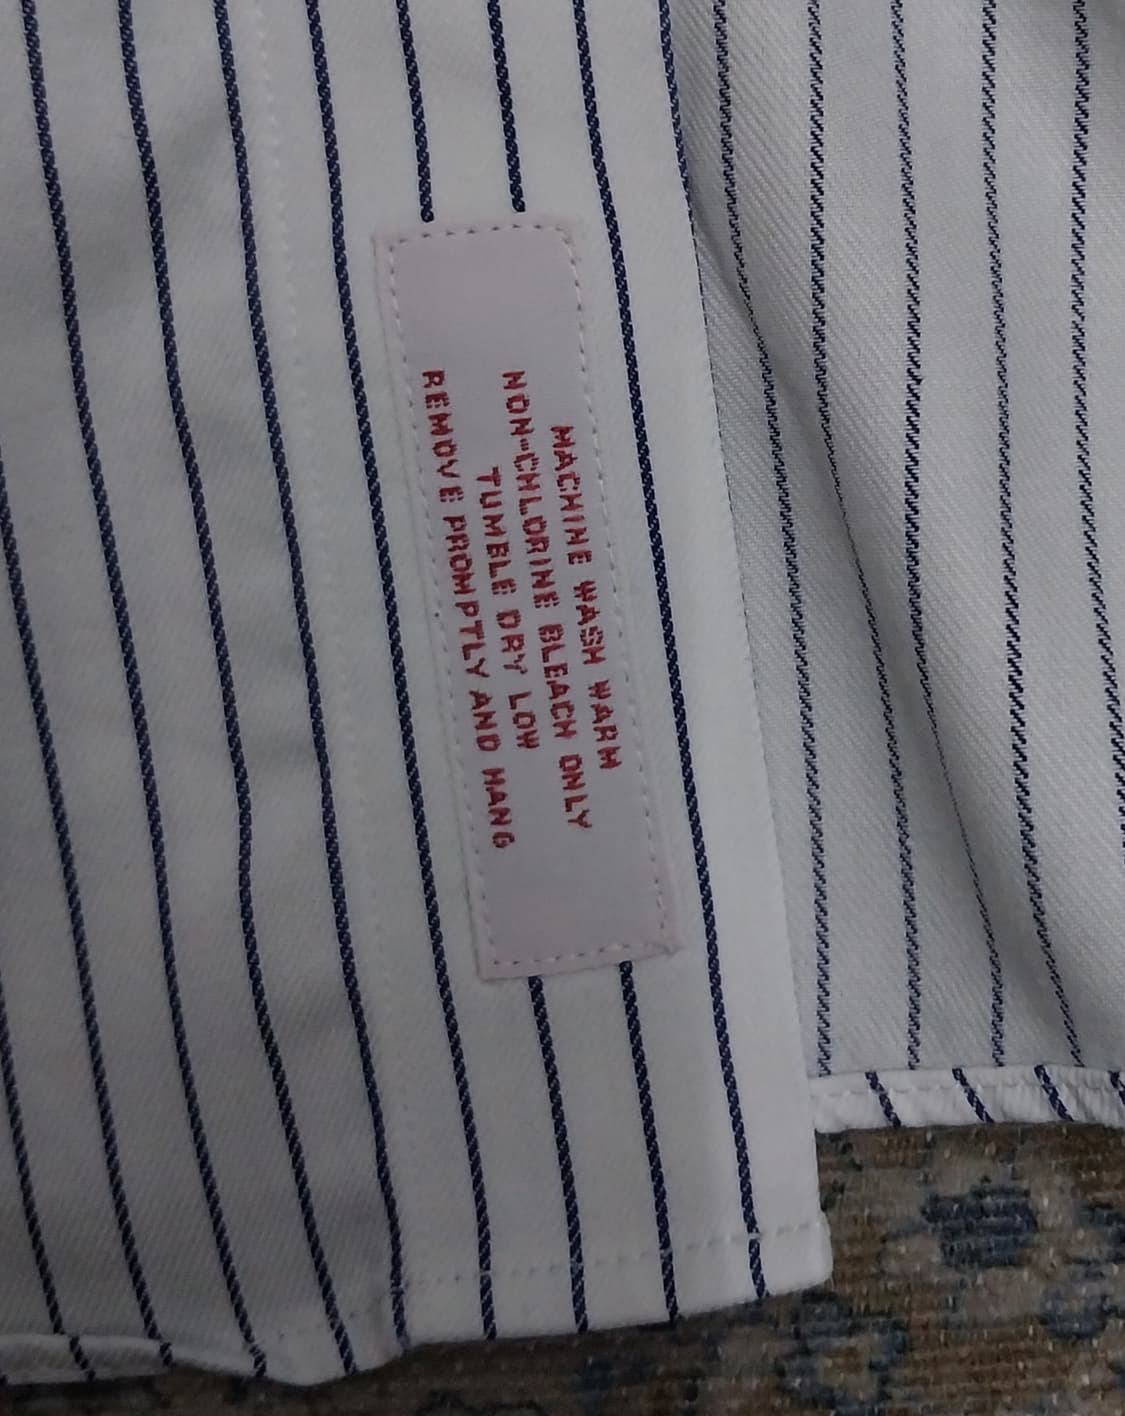 MACHINE WASH WARM
NON-CHLORINE BLEACH ONLY
TUMBLE DRY LOW
REMOVE PROMPTLY AND HANG